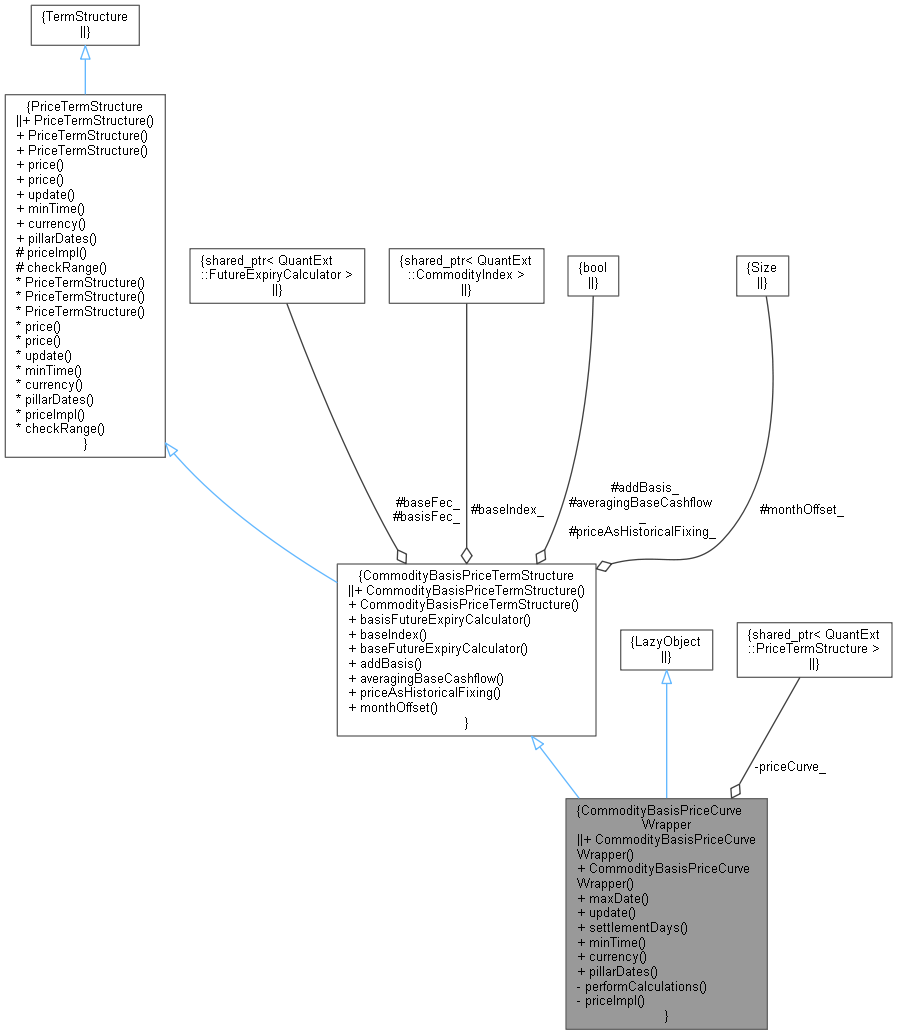 {TermStructure
||}
{PriceTermStructure
||+ PriceTermStructure()
+ PriceTermStructure()
+ PriceTermStructure()
+ price()
+ price()
+ update()
+ minTime()
+ currency()
+ pillarDates()
# priceImpl()
# checkRange()
* PriceTermStructure()
* PriceTermStructure()
* PriceTermStructure()
* price()
* price()
* update()
* minTime()
* currency()
* pillarDates()
* priceImpl()
* checkRange()
}
{shared_ptr< QuantExt
::FutureExpiryCalculator >
||}
{shared_ptr< QuantExt
::CommodityIndex >
||}
{bool
||}
{Size
||}
#baseFec_
#basisFec_
#baseIndex_
#addBasis_
#averagingBaseCashflow
_
#priceAsHistoricalFixing_
#monthOffset_
{CommodityBasisPriceTermStructure
||+ CommodityBasisPriceTermStructure()
+ CommodityBasisPriceTermStructure()
+ basisFutureExpiryCalculator()
+ baseIndex()
+ baseFutureExpiryCalculator()
+ addBasis()
+ averagingBaseCashflow()
+ priceAsHistoricalFixing()
+ monthOffset()
}
{LazyObject
||}
{shared_ptr< QuantExt
::PriceTermStructure >
||}
-priceCurve_
{CommodityBasisPriceCurve
Wrapper
||+ CommodityBasisPriceCurve
Wrapper()
+ CommodityBasisPriceCurve
Wrapper()
+ maxDate()
+ update()
+ settlementDays()
+ minTime()
+ currency()
+ pillarDates()
- performCalculations()
- priceImpl()
}